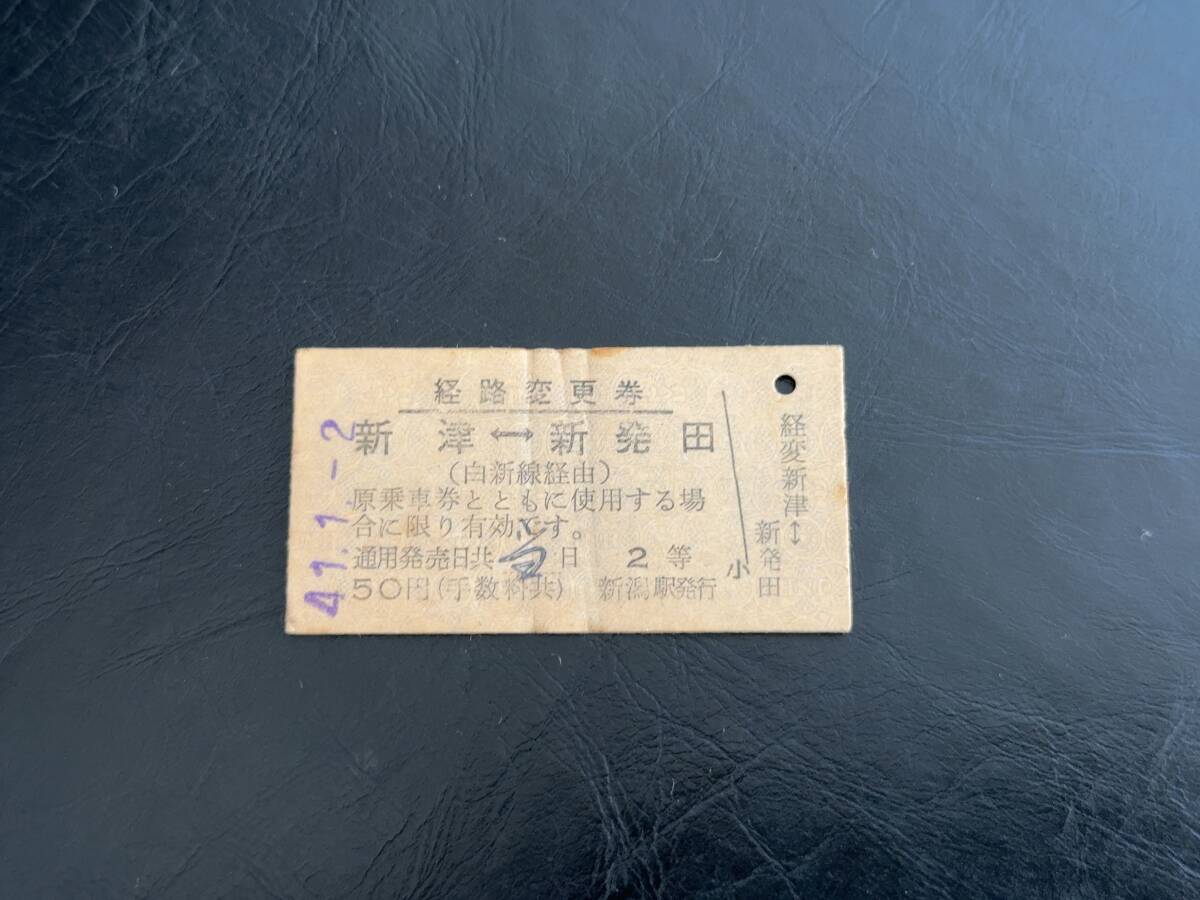 経路変更券
新津↔新発田
(白新線経由)
原乗車券とともに使用する場
合に限り有効です。
通用発売日共 当日 2等
50円(手数料共) 新潟駅発行
41.1.-2
小
経変新津↔
新発田